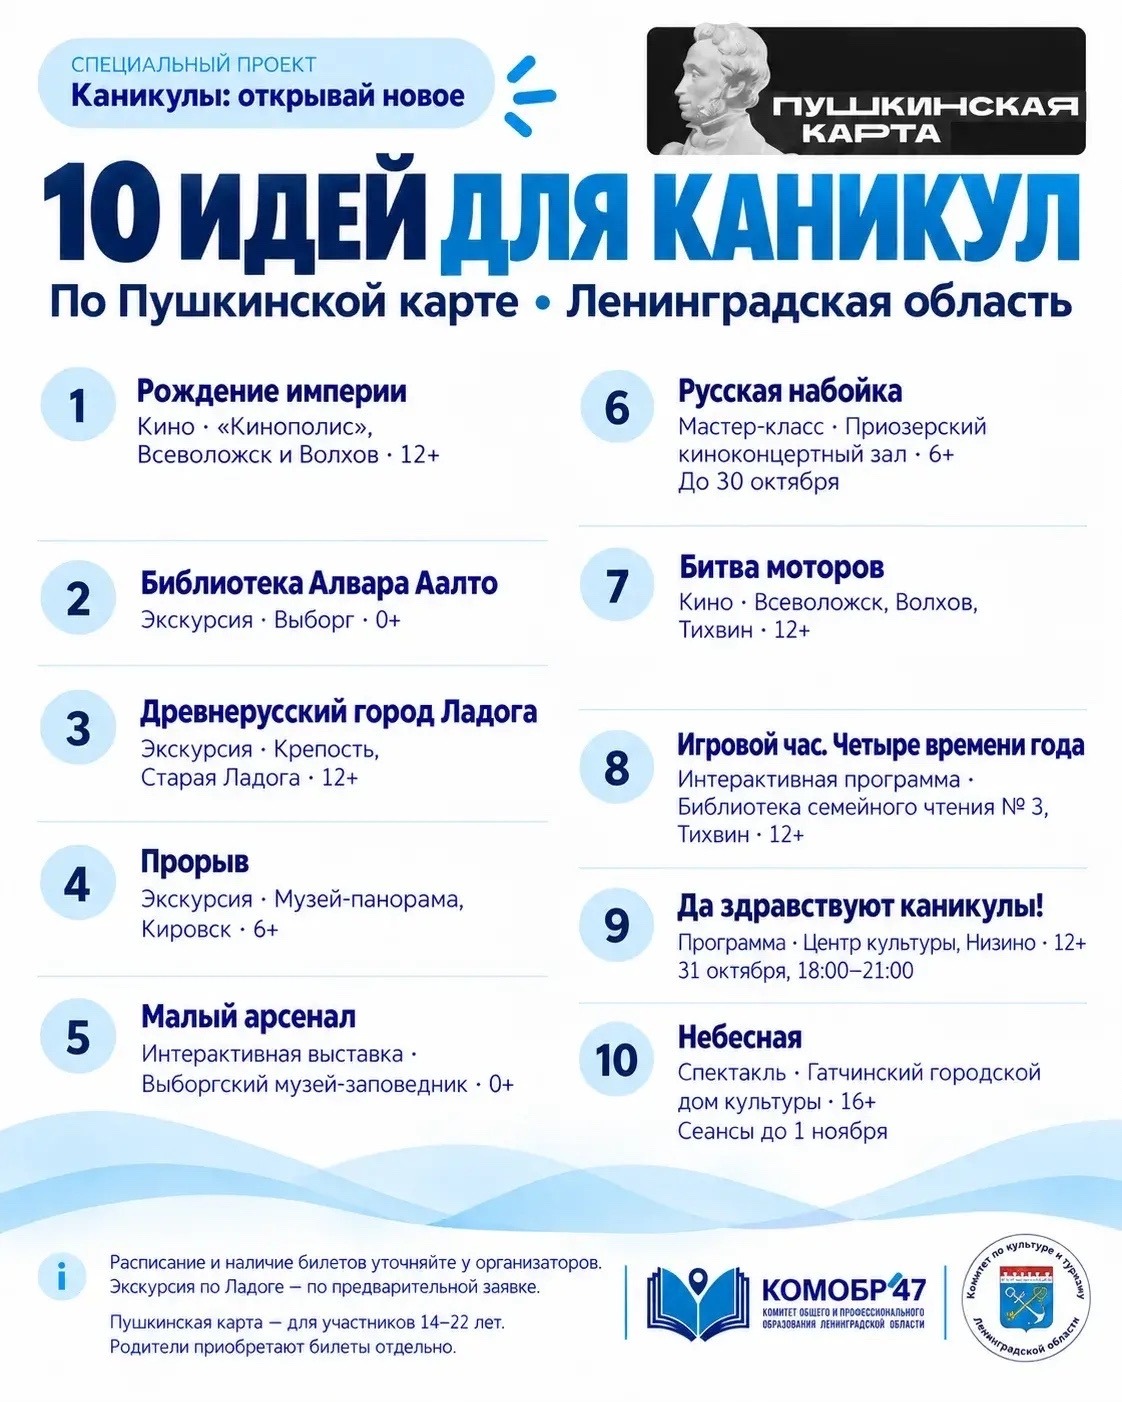 СПЕЦИАЛЬНЫЙ ПРОЕКТ
Каникулы: открывай новое
ПУШКИНСКАЯ
КАРТА
10 ИДЕЙ ДЛЯ КАНИКУЛ
По Пушкинской карте • Ленинградская область
1
Рождение империи
Кино · «Кинополис»,
Всеволожск и Волхов · 12+
2
Библиотека Алвара Аалто
Экскурсия · Выборг · 0+
3
Древнерусский город Ладога
Экскурсия · Крепость,
Старая Ладога · 12+
4
Прорыв
Экскурсия · Музей-панорама,
Кировск · 6+
5
Малый арсенал
Интерактивная выставка ·
Выборгский музей-заповедник · 0+
6
Русская набойка
Мастер-класс · Приозерский
киноконцертный зал · 6+
До 30 октября
7
Битва моторов
Кино · Всеволожск, Волхов,
Тихвин · 12+
8
Игровой час. Четыре времени года
Интерактивная программа ·
Библиотека семейного чтения № 3,
Тихвин · 12+
9
Да здравствуют каникулы!
Программа · Центр культуры, Низино · 12+
31 октября, 18:00–21:00
10
Небесная
Спектакль · Гатчинский городской
дом культуры · 16+
Сеансы до 1 ноября
i
Расписание и наличие билетов уточняйте у организаторов.
Экскурсия по Ладоге — по предварительной заявке.
Пушкинская карта — для участников 14–22 лет.
Родители приобретают билеты отдельно.
КОМОБР'47
КОМИТЕТ ОБЩЕГО И ПРОФЕССИОНАЛЬНОГО
ОБРАЗОВАНИЯ ЛЕНИНГРАДСКОЙ ОБЛАСТИ
Комитет по культуре и туризму
Ленинградской области